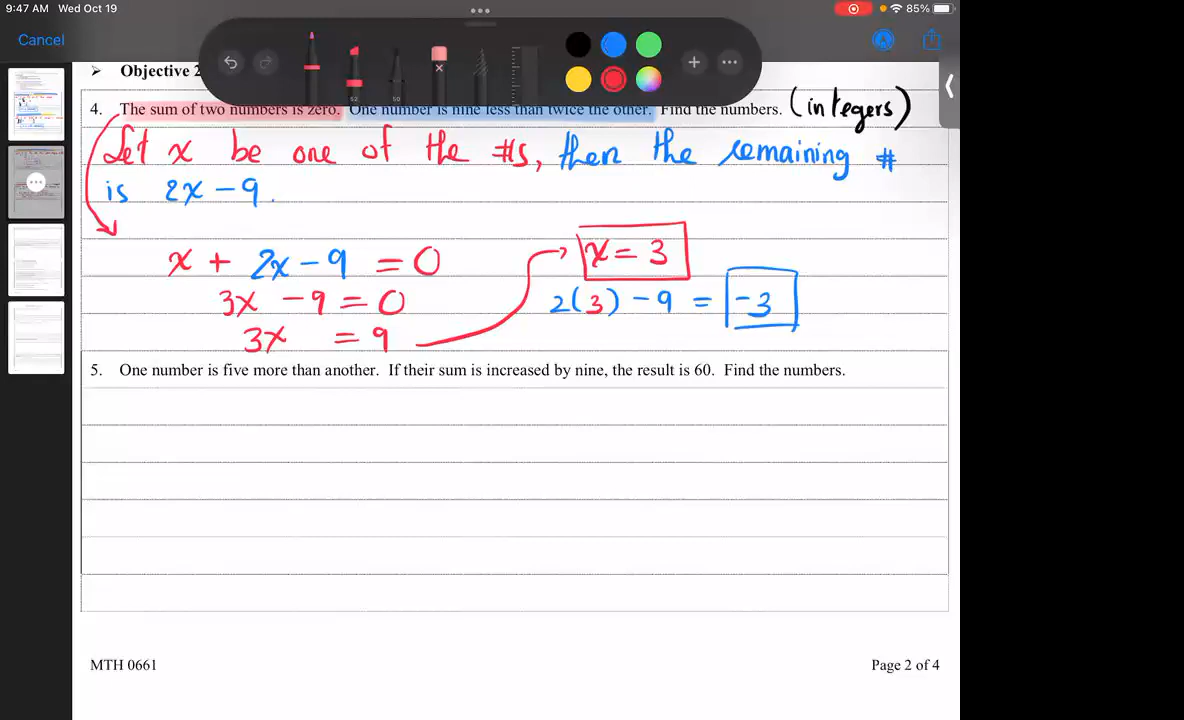 9:47 AM Wed Oct 19
85%
Cancel
➢ Objective 2
4. The sum of two numbers is zero. One number is nine less than twice the other. Find the numbers. (integers)
Let x be one of the #s, then the remaining #
is 2x - 9.
x + 2x - 9 = 0
3x - 9 = 0
3x = 9
x = 3
2(3) - 9 = -3
5. One number is five more than another. If their sum is increased by nine, the result is 60. Find the numbers.
MTH 0661
Page 2 of 4